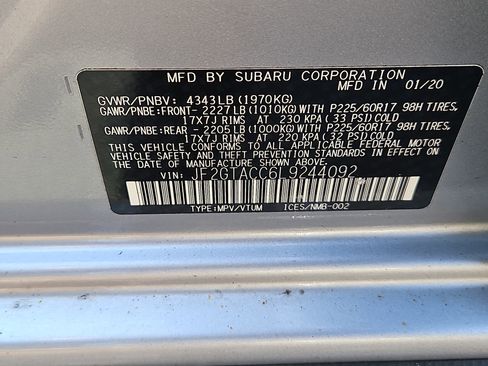 MFD BY SUBARU CORPORATION
MFD IN 01/20
GVWR/PNBV: 4343LB(1970KG)
GAWR/PNBE:FRONT-2227LB(1010KG)WITH P225/60R17 98H TIRES,
17X7J RIMS AT 230 KPA( 33 PSI)COLD
GAWR/PNBE:REAR -2205LB(1000KG)WITH P225/60R17 98H TIRES
17X7J RIMS AT 220 KPA( 32 PSI)COLD
THIS VEHICLE CONFORMS TO ALL APPLICABLE FEDERAL MOTOR
VEHICLE SAFETY AND THEFT PREVENTION STANDARDS IN EFFECT
ON THE DATE OF MANUFACTURE SHOWN ABOVE.
VIN: JF2GTACC6L9244092
TYPE:MPV/VTUM ICES/NMB-002